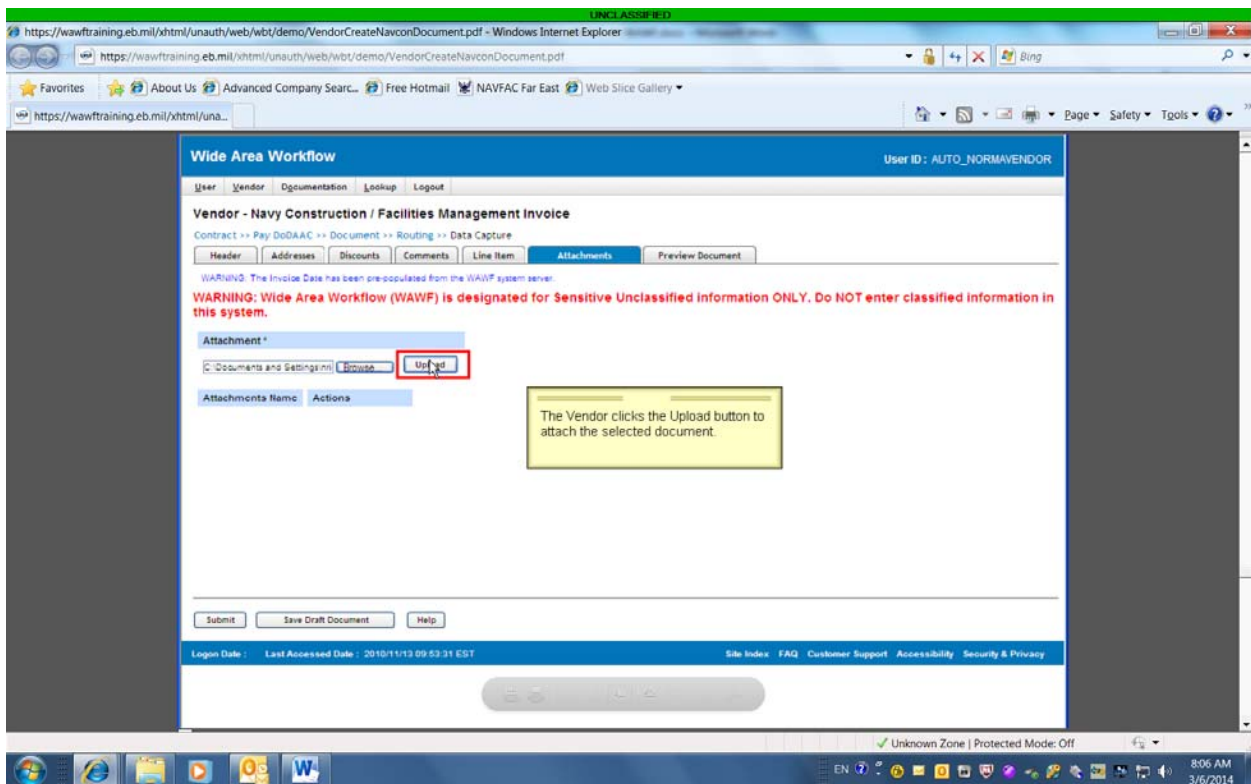 UNCLASSIFIED
https://wawftraining.eb.mil/xhtml/unauth/web/wbt/demo/VendorCreateNavconDocument.pdf - Windows Internet Explorer
https://wawftraining.eb.mil/xhtml/unauth/web/wbt/demo/VendorCreateNavconDocument.pdf Bing
Favorites About Us Advanced Company Searc... Free Hotmail NAVFAC Far East Web Slice Gallery
https://wawftraining.eb.mil/xhtml/una... Page Safety Tools
Wide Area Workflow User ID : AUTO_NORMAVENDOR
User Vendor Documentation Lookup Logout
Vendor - Navy Construction / Facilities Management Invoice
Contract >> Pay DoDAAC >> Document >> Routing >> Data Capture
Header Addresses Discounts Comments Line Item Attachments Preview Document
WARNING: The Invoice Date has been pre-populated from the WAWF system server.
WARNING: Wide Area Workflow (WAWF) is designated for Sensitive Unclassified information ONLY. Do NOT enter classified information in
this system.
Attachment *
C:\Documents and Settings\nri Browse... Upload
Attachments Name Actions
The Vendor clicks the Upload button to
attach the selected document.
Submit Save Draft Document Help
Logon Date : Last Accessed Date : 2010/11/13 09:53:31 EST Site Index FAQ Customer Support Accessibility Security & Privacy
Unknown Zone | Protected Mode: Off
EN 8:06 AM
3/6/2014